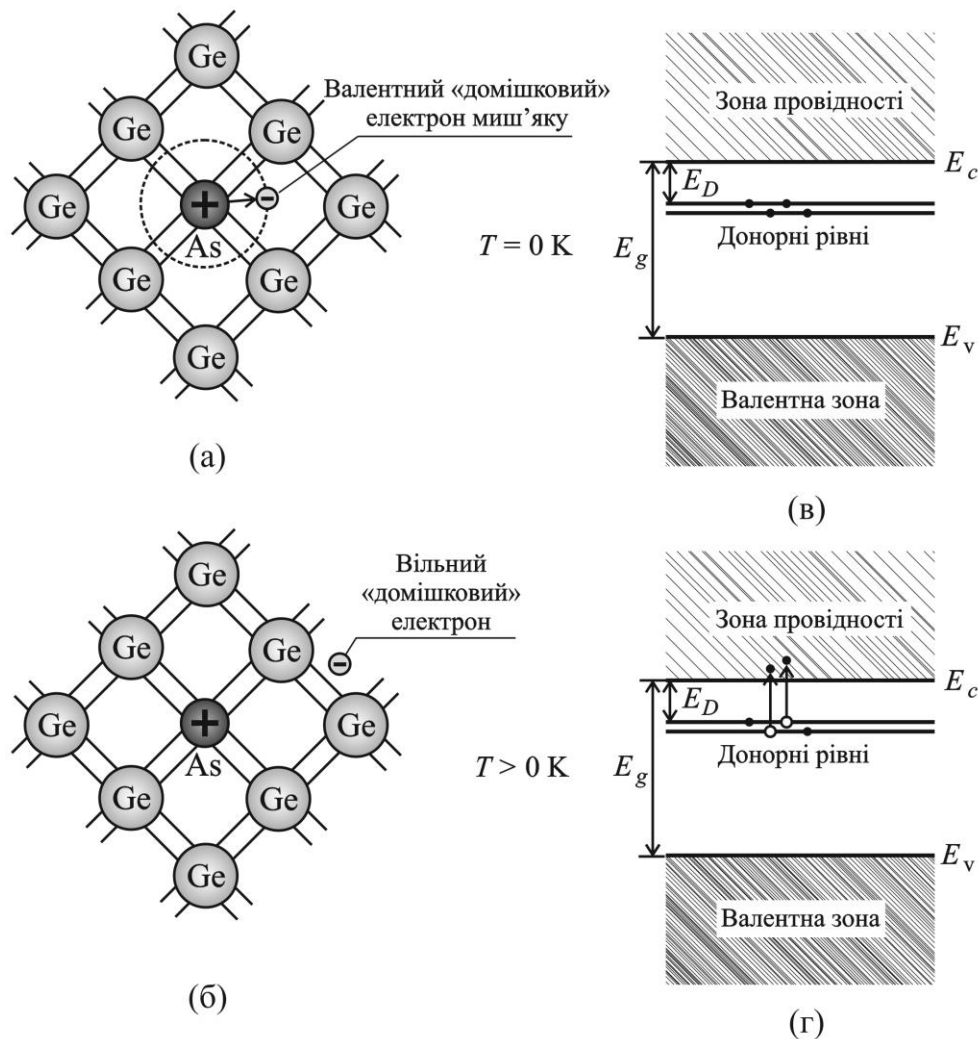 Ge
Ge
Ge
Ge
As
Ge
Ge
Ge
Ge
Валентний «домішковий»
електрон миш’яку
T = 0 K
(а)
Зона провідності
E_c
E_D
Донорні рівні
E_g
E_v
Валентна зона
(в)
Ge
Ge
Ge
Ge
As
Ge
Ge
Ge
Ge
Вільний
«домішковий»
електрон
T > 0 K
(б)
Зона провідності
E_c
E_D
Донорні рівні
E_g
E_v
Валентна зона
(г)